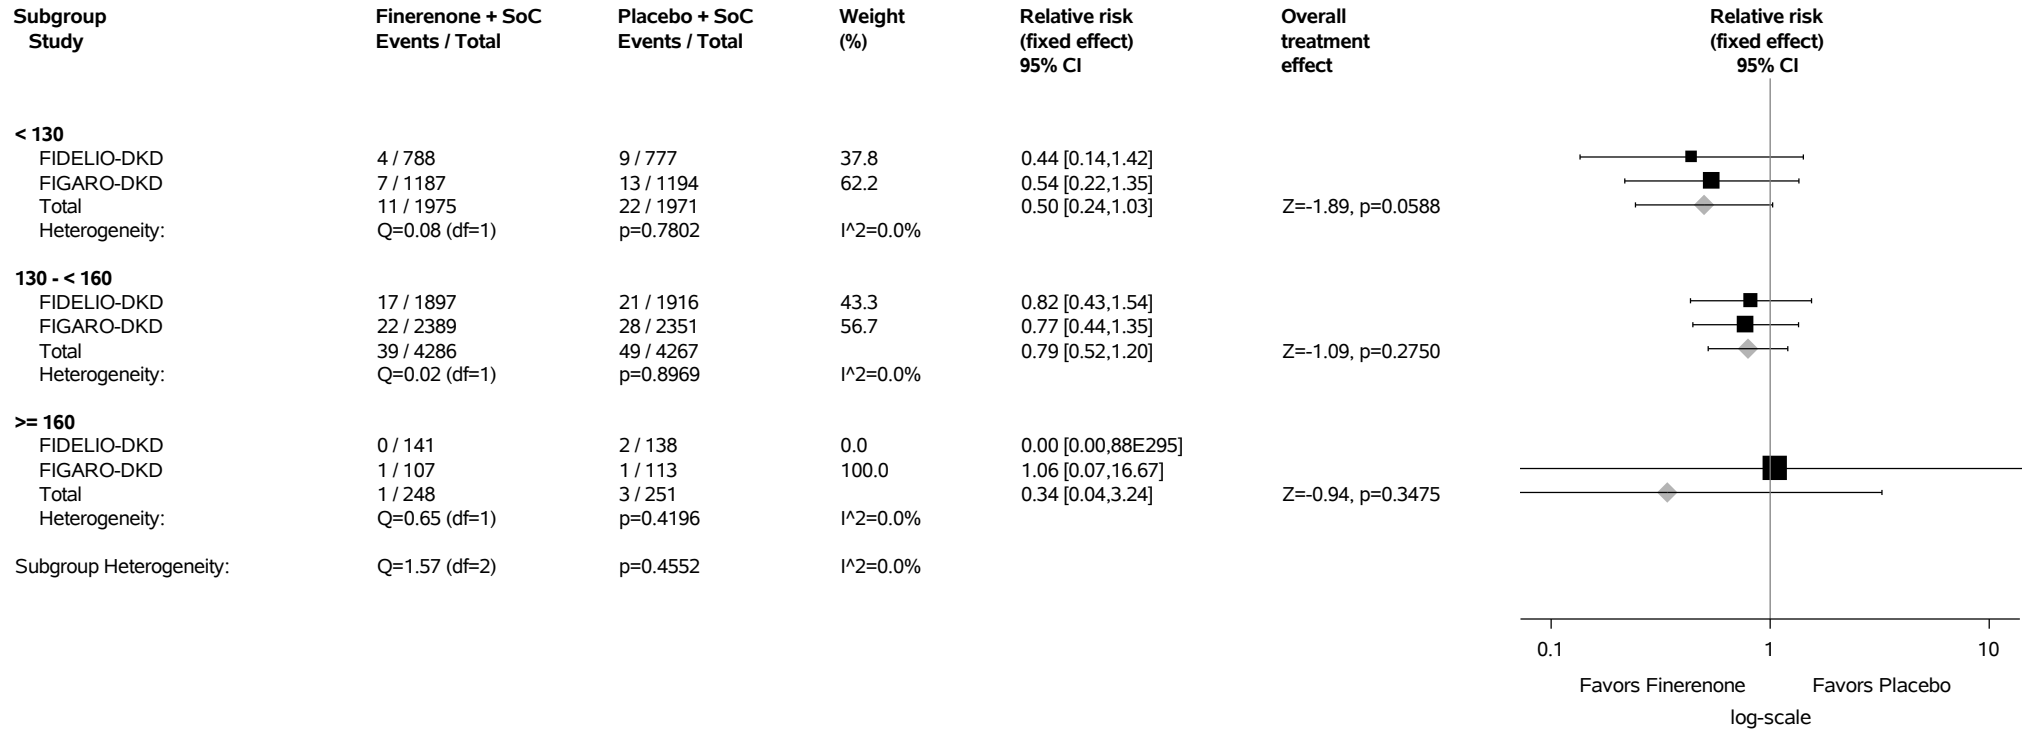 Subgroup Finerenone + SoC Placebo + SoC Weight Relative risk Overall Relative risk
Study Events / Total Events / Total (%) (fixed effect) treatment (fixed effect)
95% CI effect 95% CI
< 130
FIDELIO-DKD 4 / 788 9 / 777 37.8 0.44 [0.14,1.42]
FIGARO-DKD 7 / 1187 13 / 1194 62.2 0.54 [0.22,1.35]
Total 11 / 1975 22 / 1971 0.50 [0.24,1.03] Z=-1.89, p=0.0588
Heterogeneity: Q=0.08 (df=1) p=0.7802 I^2=0.0%
130 - < 160
FIDELIO-DKD 17 / 1897 21 / 1916 43.3 0.82 [0.43,1.54]
FIGARO-DKD 22 / 2389 28 / 2351 56.7 0.77 [0.44,1.35]
Total 39 / 4286 49 / 4267 0.79 [0.52,1.20] Z=-1.09, p=0.2750
Heterogeneity: Q=0.02 (df=1) p=0.8969 I^2=0.0%
>= 160
FIDELIO-DKD 0 / 141 2 / 138 0.0 0.00 [0.00,88E295]
FIGARO-DKD 1 / 107 1 / 113 100.0 1.06 [0.07,16.67]
Total 1 / 248 3 / 251 0.34 [0.04,3.24] Z=-0.94, p=0.3475
Heterogeneity: Q=0.65 (df=1) p=0.4196 I^2=0.0%
Subgroup Heterogeneity: Q=1.57 (df=2) p=0.4552 I^2=0.0%
0.1 1 10
Favors Finerenone Favors Placebo
log-scale